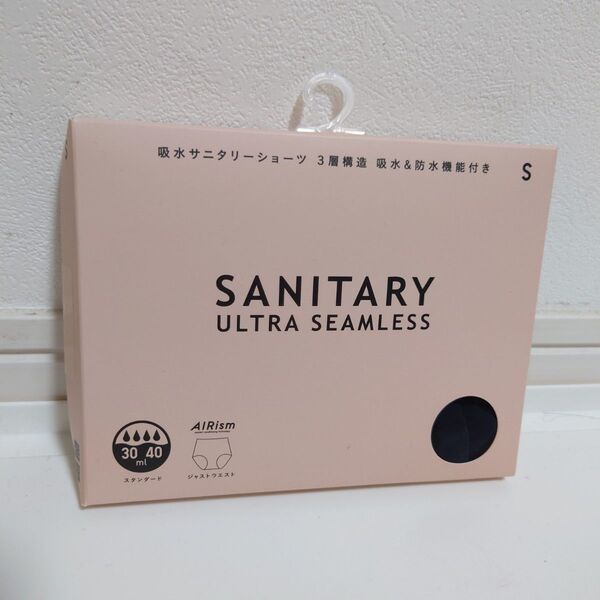 吸水サニタリーショーツ 3層構造 吸水&防水機能付き
S
SANITARY
ULTRA SEAMLESS
30 40
ml
スタンダード
AIRism
ジャストウエスト